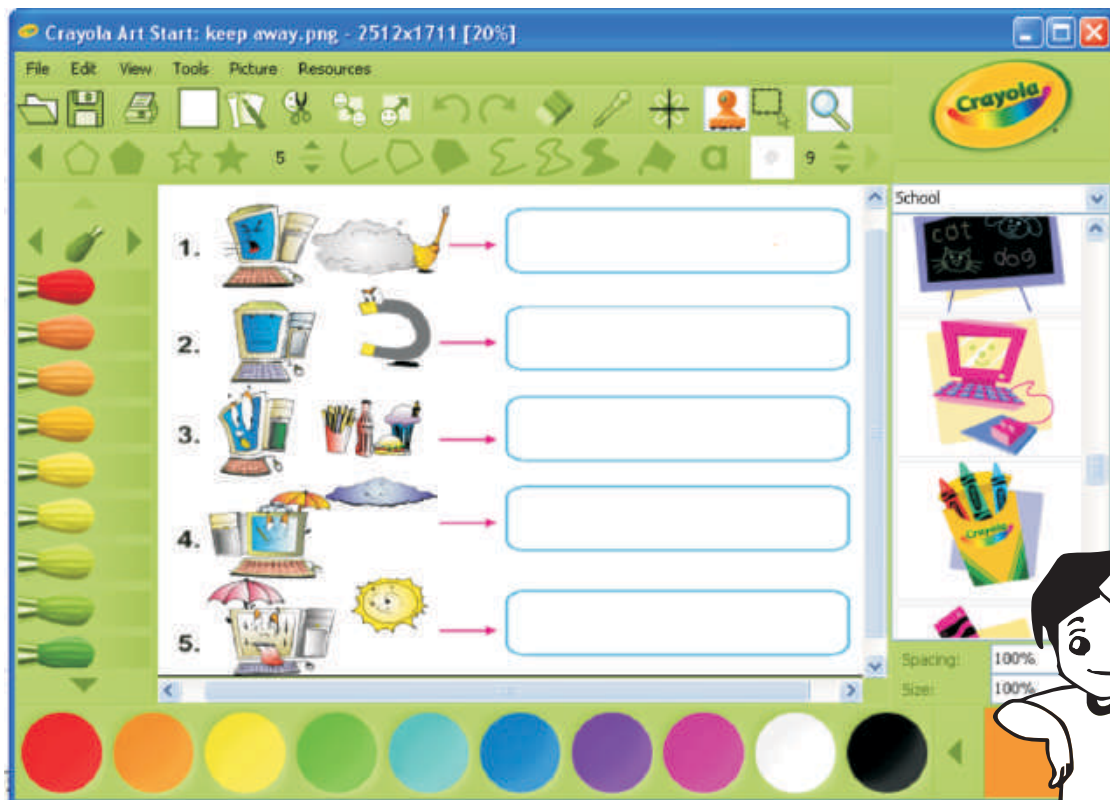 Crayola Art Start: keep away.png - 2512x1711 [20%]
File Edit View Tools Picture Resources
Crayola
5
a
9
School
cat
dog
1.
2.
3.
4.
5.
Crayola
Spacing: 100%
Size: 100%